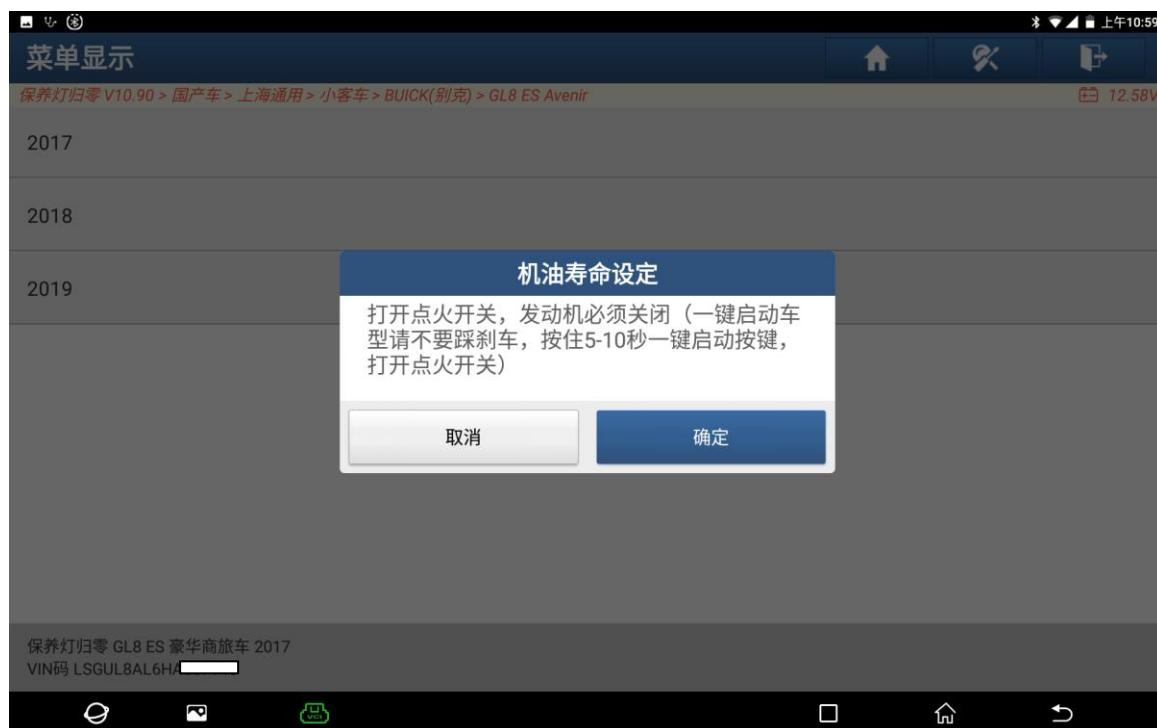 上午10:59
菜单显示
保养灯归零 V10.90 > 国产车 > 上海通用 > 小客车 > BUICK(别克) > GL8 ES Avenir
12.58V
2017
2018
2019
机油寿命设定
打开点火开关，发动机必须关闭（一键启动车
型请不要踩刹车，按住5-10秒一键启动按键，
打开点火开关）
取消
确定
保养灯归零 GL8 ES 豪华商旅车 2017
VIN码 LSGUL8AL6HA
VCI